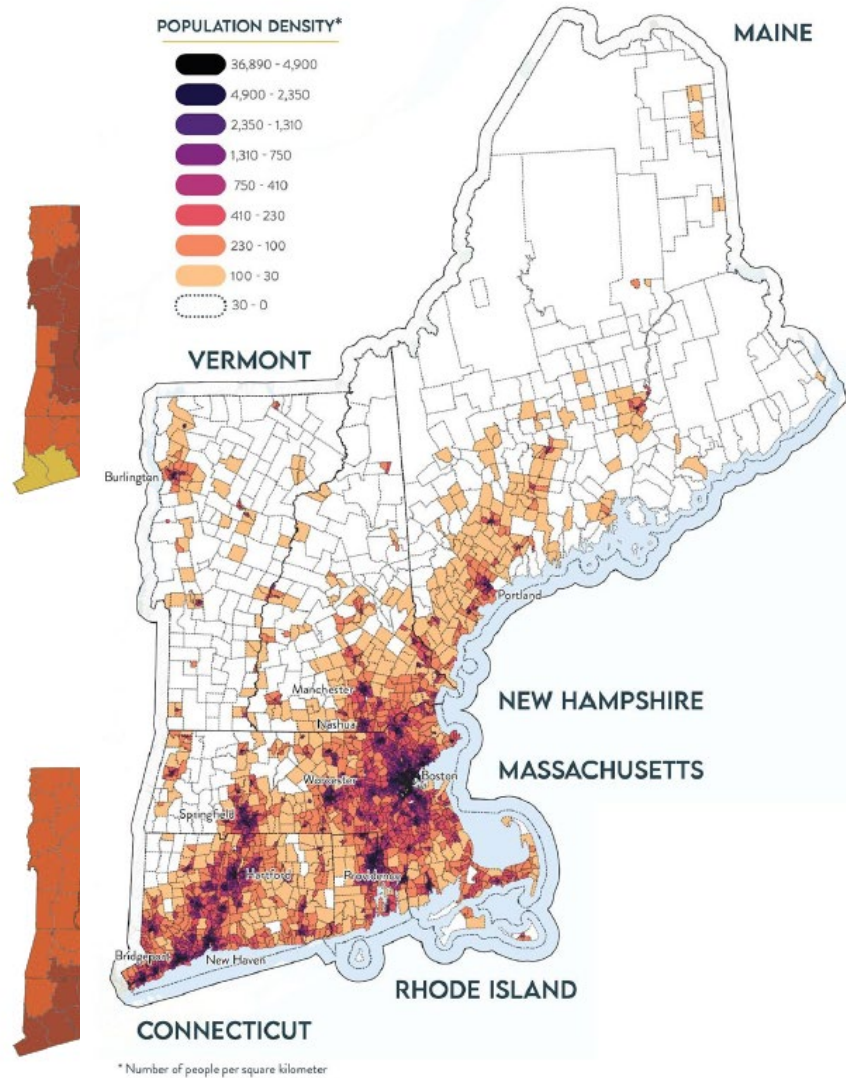 POPULATION DENSITY*
36,890 - 4,900
4,900 - 2,350
2,350 - 1,310
1,310 - 750
750 - 410
410 - 230
230 - 100
100 - 30
30 - 0
MAINE
VERMONT
Burlington
Portland
Manchester
Nashua
NEW HAMPSHIRE
MASSACHUSETTS
Boston
Worcester
Springfield
Hartford
Providence
Bridgeport
New Haven
RHODE ISLAND
CONNECTICUT
* Number of people per square kilometer